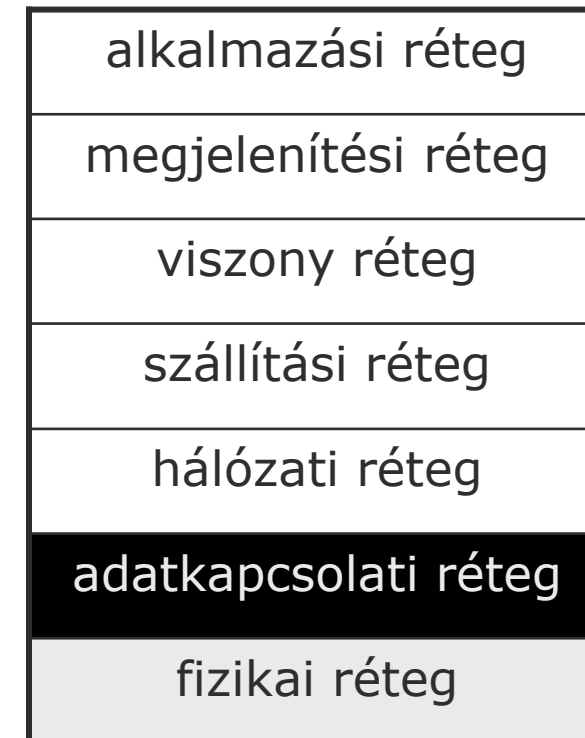 alkalmazási réteg
megjelenítési réteg
viszony réteg
szállítási réteg
hálózati réteg
adatkapcsolati réteg
fizikai réteg